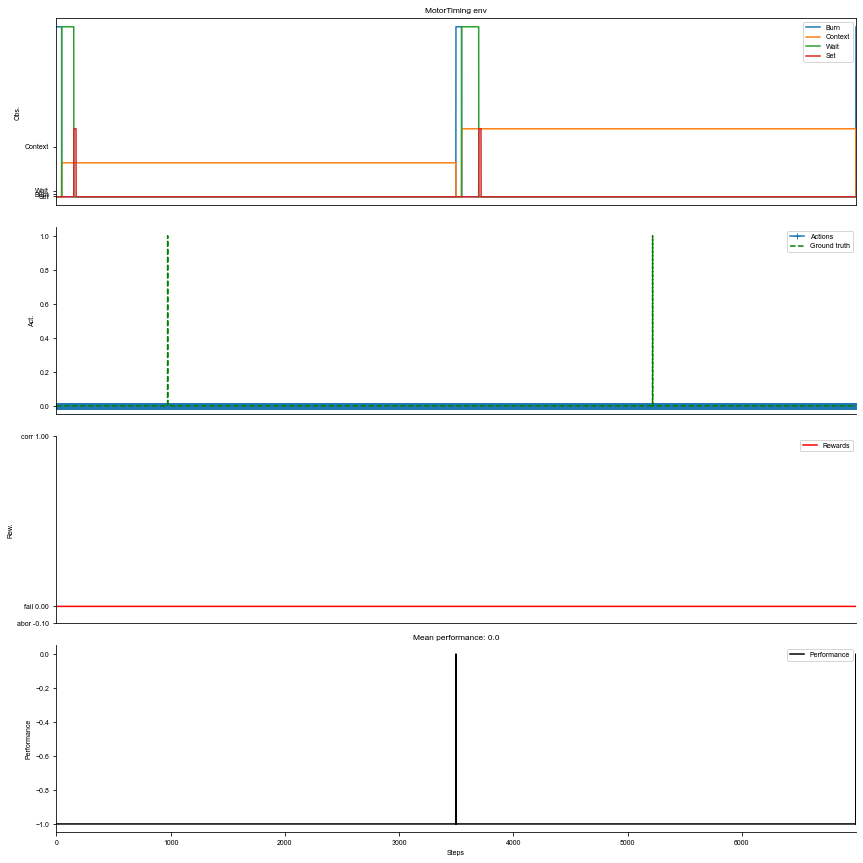 MotorTiming env
Burn
Context
Wait
Set
Obs.
Context
Wait
Set
1.0
0.8
0.6
0.4
0.2
0.0
Act.
Actions
Ground truth
corr 1.00
fail 0.00
abor -0.10
Rew.
Rewards
Mean performance: 0.0
0.0
−0.2
−0.4
−0.6
−0.8
−1.0
Performance
Performance
0 1000 2000 3000 4000 5000 6000
Steps